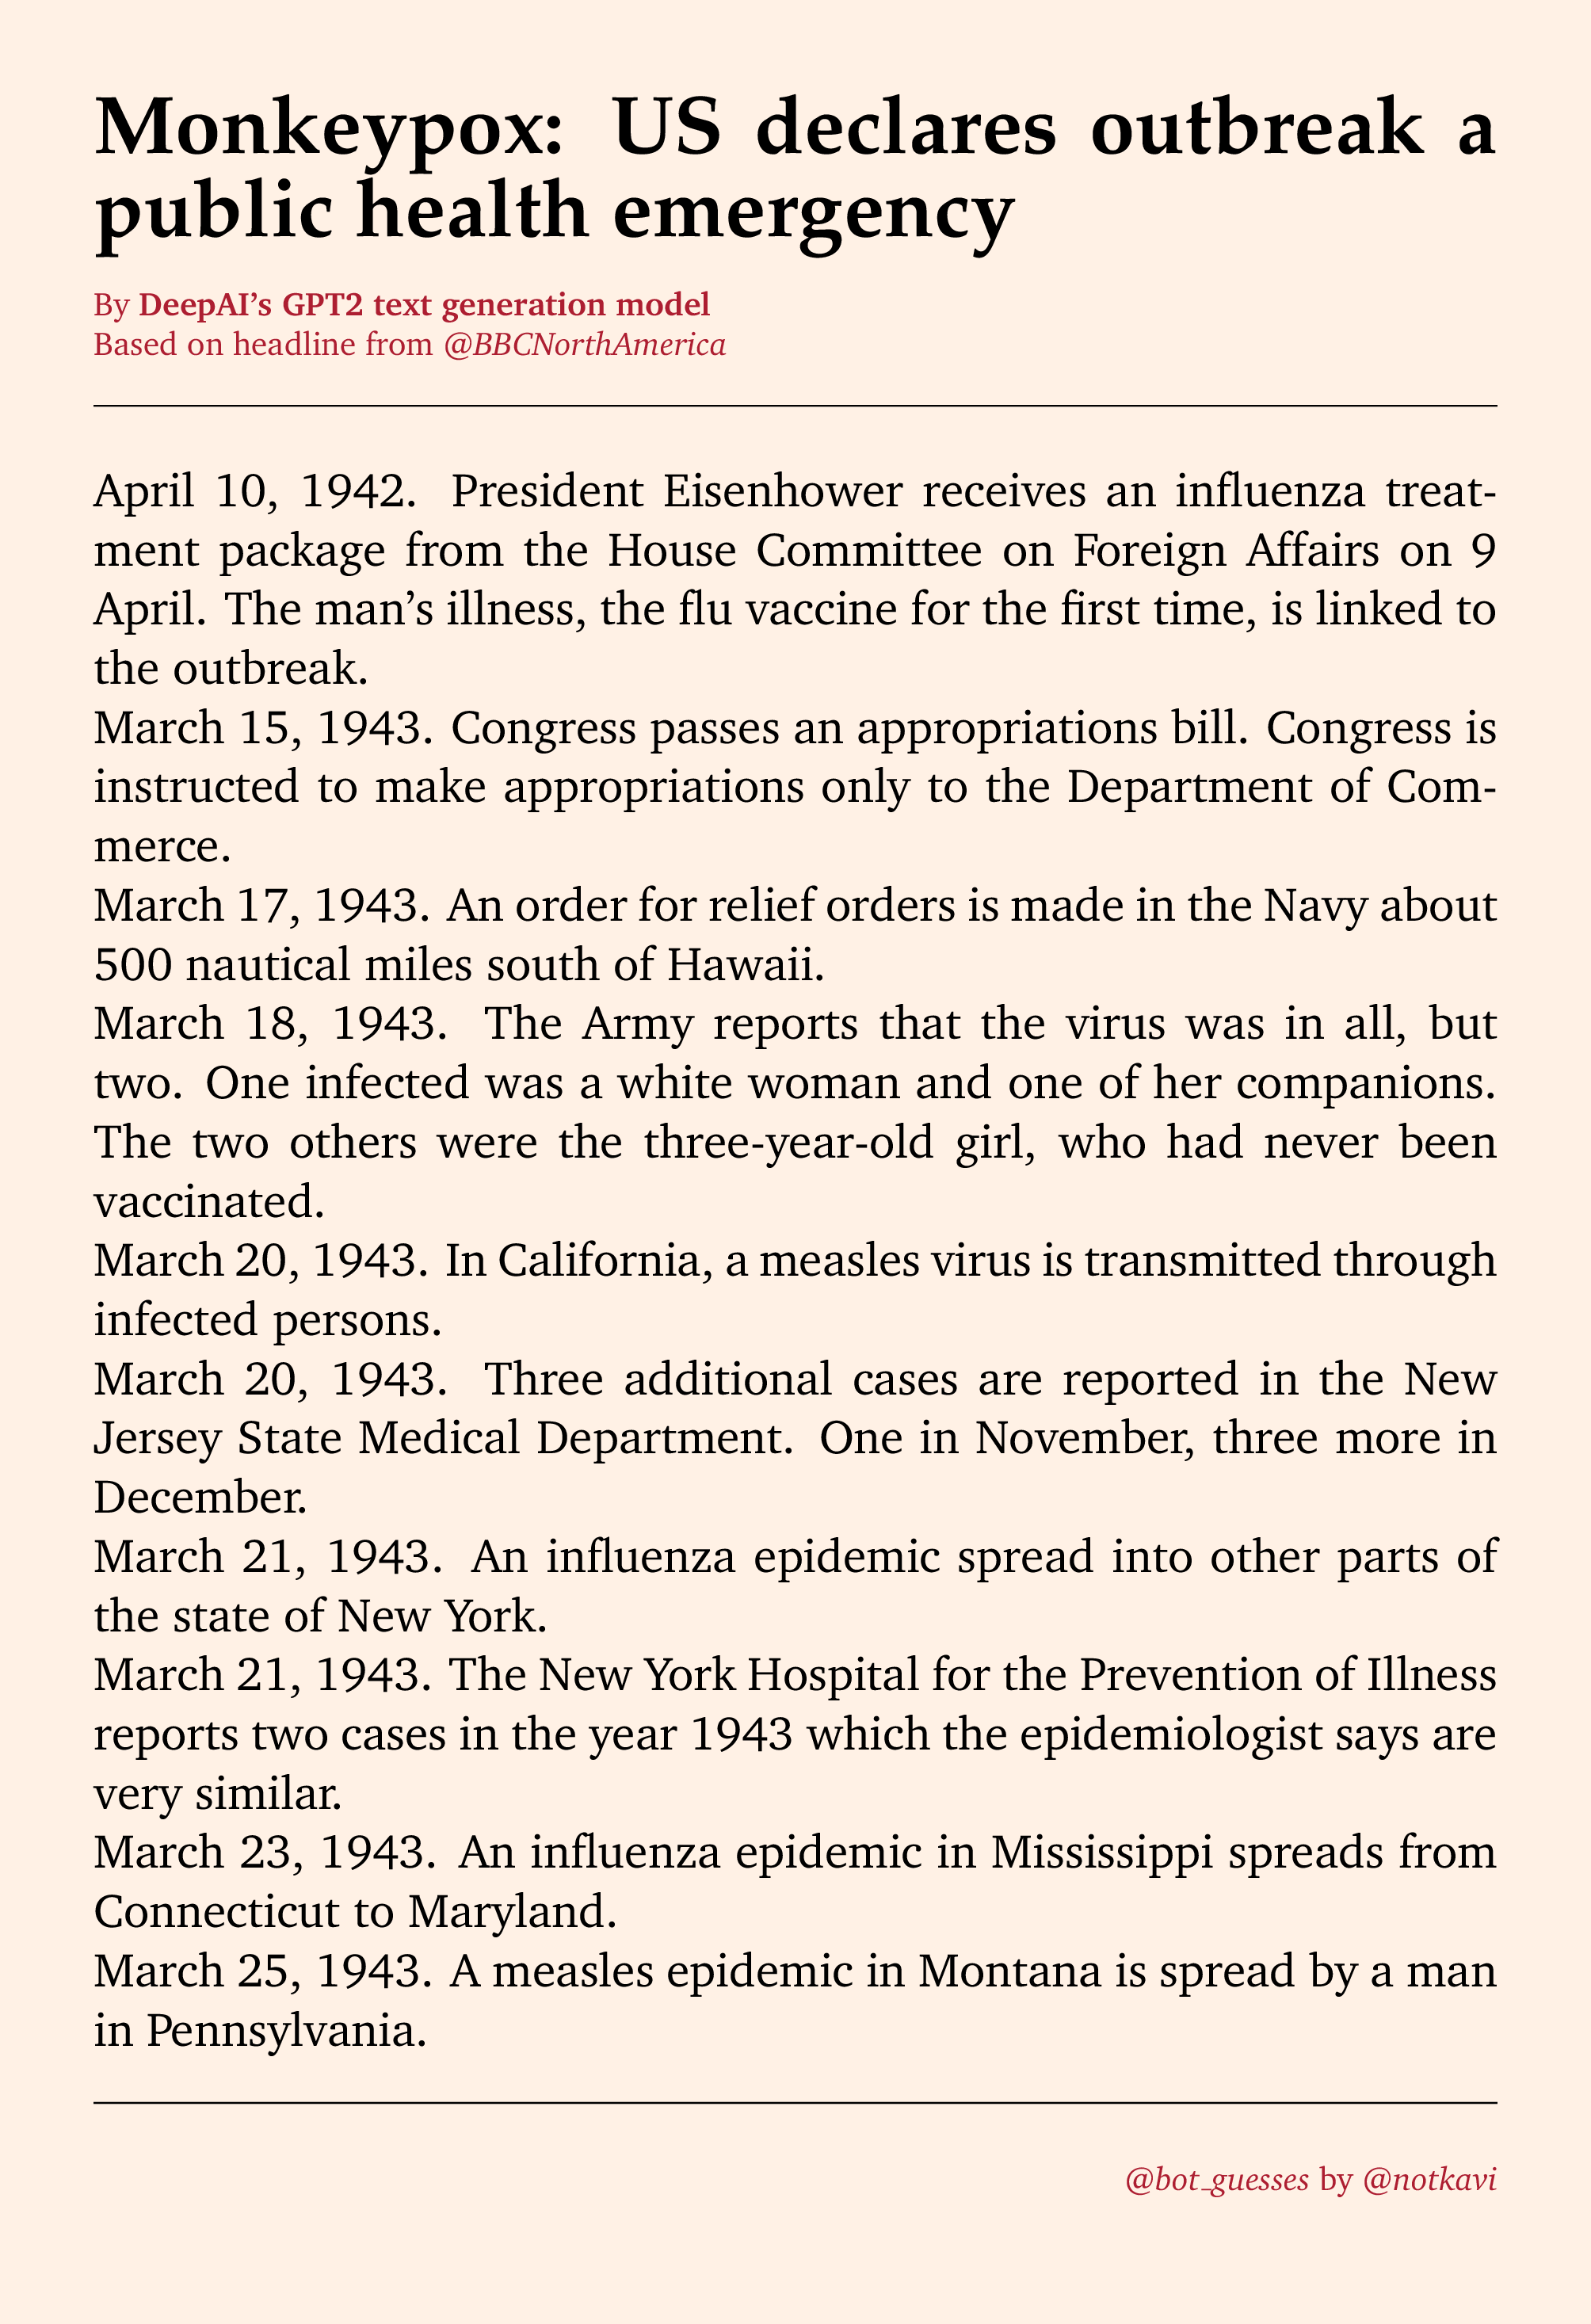 Monkeypox: US declares outbreak a
public health emergency
By DeepAI’s GPT2 text generation model
Based on headline from @BBCNorthAmerica
April 10, 1942. President Eisenhower receives an influenza treat-
ment package from the House Committee on Foreign Affairs on 9
April. The man’s illness, the flu vaccine for the first time, is linked to
the outbreak.
March 15, 1943. Congress passes an appropriations bill. Congress is
instructed to make appropriations only to the Department of Com-
merce.
March 17, 1943. An order for relief orders is made in the Navy about
500 nautical miles south of Hawaii.
March 18, 1943. The Army reports that the virus was in all, but
two. One infected was a white woman and one of her companions.
The two others were the three-year-old girl, who had never been
vaccinated.
March 20, 1943. In California, a measles virus is transmitted through
infected persons.
March 20, 1943. Three additional cases are reported in the New
Jersey State Medical Department. One in November, three more in
December.
March 21, 1943. An influenza epidemic spread into other parts of
the state of New York.
March 21, 1943. The New York Hospital for the Prevention of Illness
reports two cases in the year 1943 which the epidemiologist says are
very similar.
March 23, 1943. An influenza epidemic in Mississippi spreads from
Connecticut to Maryland.
March 25, 1943. A measles epidemic in Montana is spread by a man
in Pennsylvania.
@bot_guesses by @notkavi